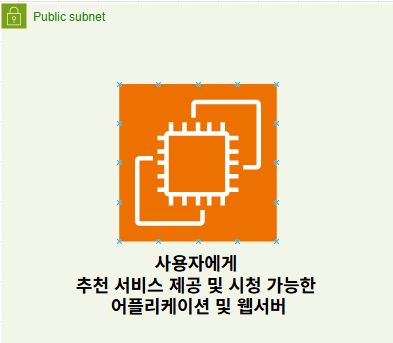 Public subnet
사용자에게
추천 서비스 제공 및 시청 가능한
어플리케이션 및 웹서버